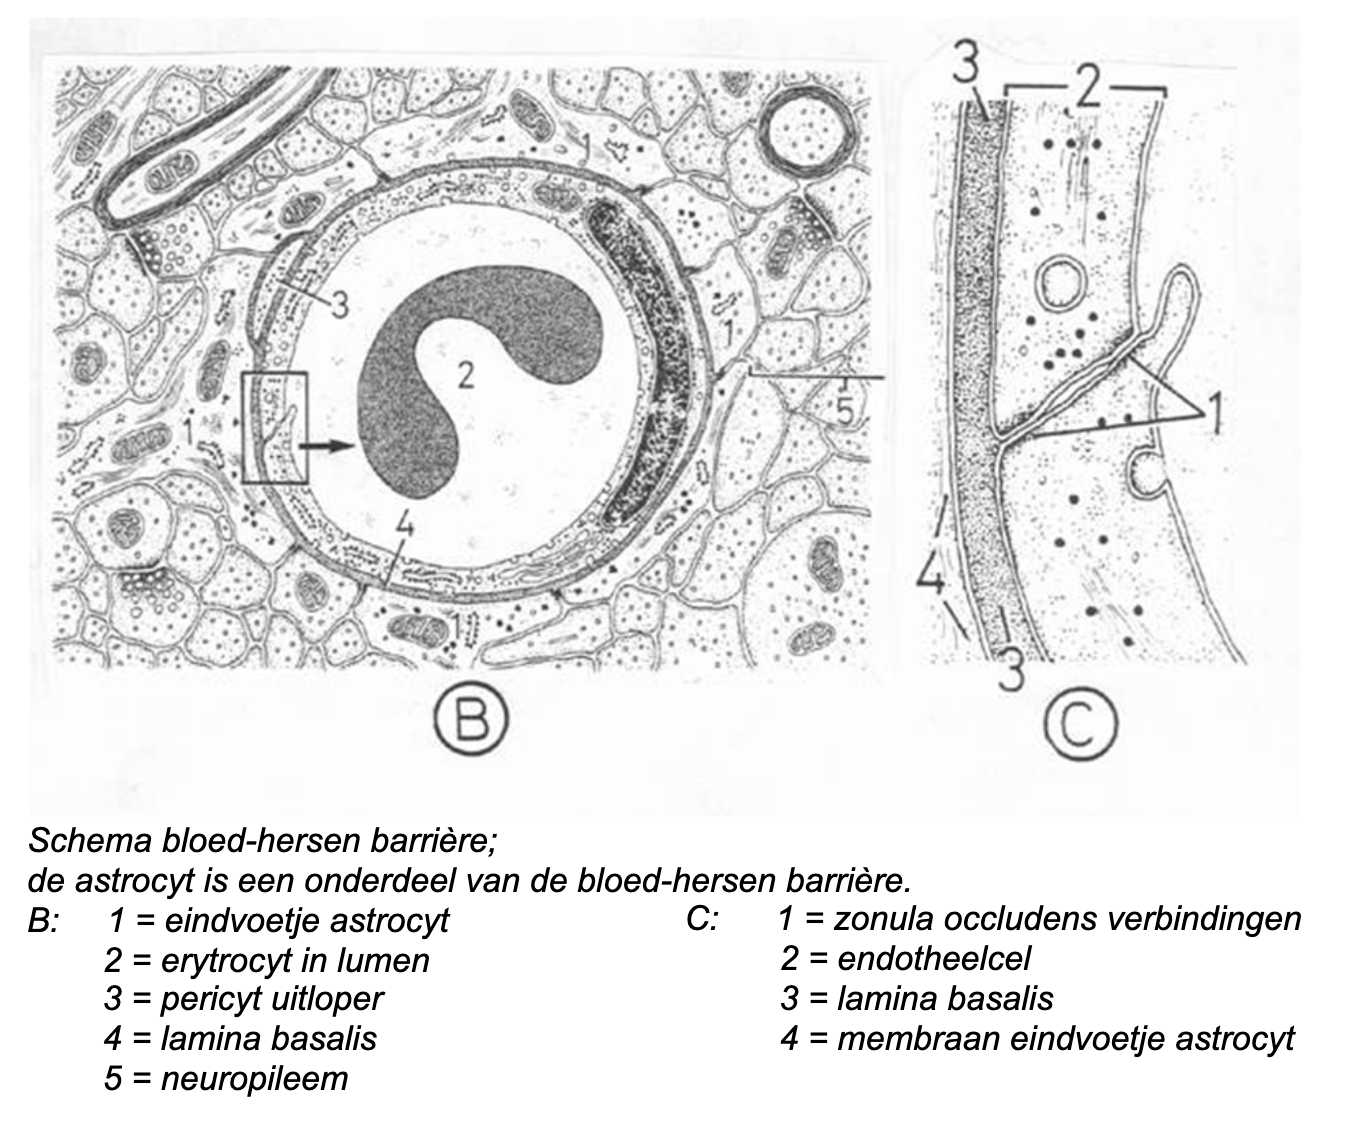 3
2
1
3
1
2
5
1
1
4
4
1
3
B
C
Schema bloed-hersen barrière;
de astrocyt is een onderdeel van de bloed-hersen barrière.
B: 1 = eindvoetje astrocyt
2 = erytrocyt in lumen
3 = pericyt uitloper
4 = lamina basalis
5 = neuropileem
C: 1 = zonula occludens verbindingen
2 = endotheelcel
3 = lamina basalis
4 = membraan eindvoetje astrocyt